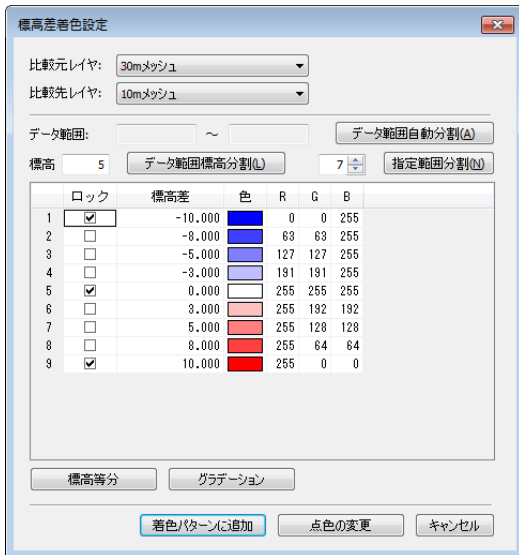 標高差着色設定
比較元レイヤ: 30mメッシュ
比較先レイヤ: 10mメッシュ
データ範囲: ～ データ範囲自動分割(A)
標高 5 データ範囲標高分割(L) 7 指定範囲分割(N)
ロック 標高差 色 R G B
1 -10.000 0 0 255
2 -8.000 63 63 255
3 -5.000 127 127 255
4 -3.000 191 191 255
5 0.000 255 255 255
6 3.000 255 192 192
7 5.000 255 128 128
8 8.000 255 64 64
9 10.000 255 0 0
標高等分 グラデーション
着色パターンに追加 点色の変更 キャンセル